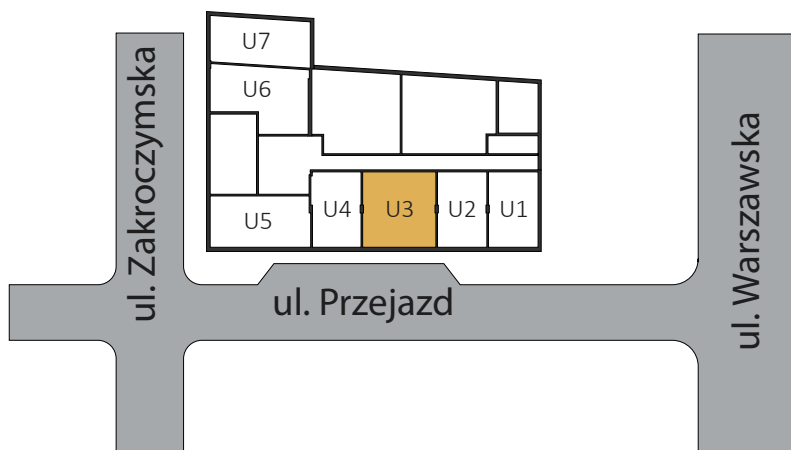 U7
U6
U5
U4
U3
U2
U1
ul. Zakroczymska
ul. Przejazd
ul. Warszawska